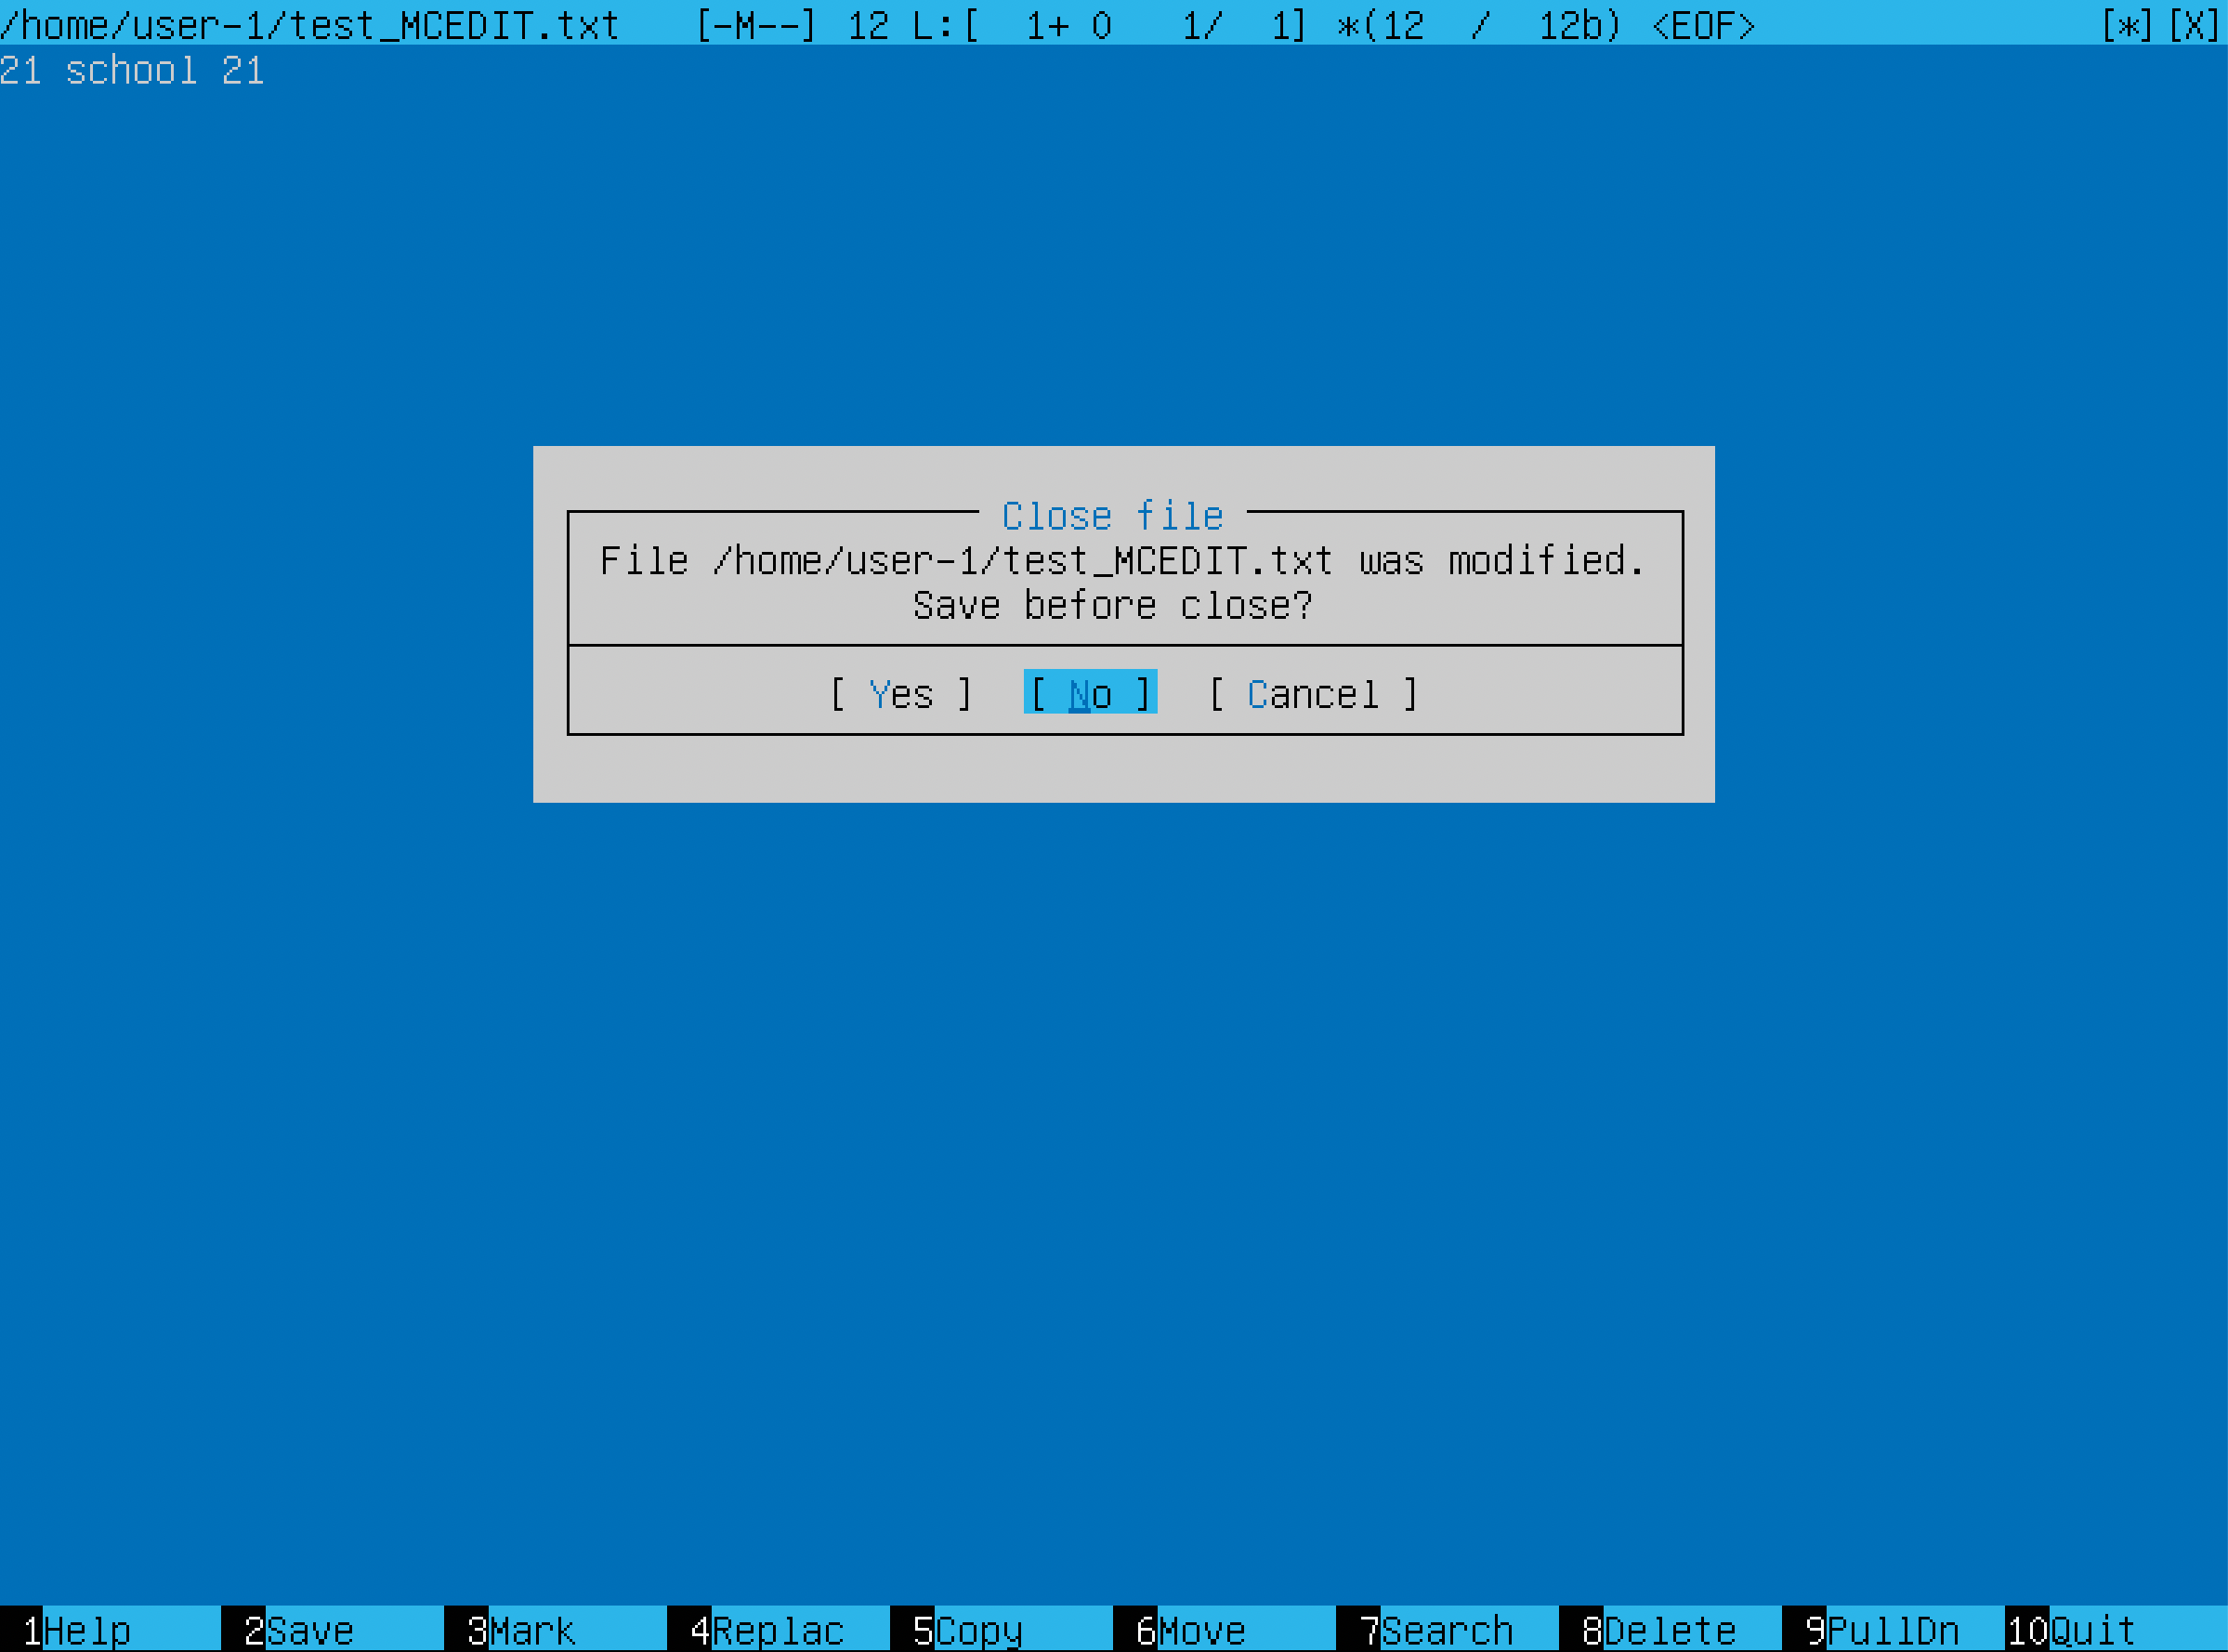 /home/user-1/test_MCEDIT.txt   [-M--] 12 L:[  1+ 0   1/  1] *(12  /  12b) <EOF>   [*][X]
21 school 21
Close file
File /home/user-1/test_MCEDIT.txt was modified.
Save before close?
[ Yes ]  [ No ]  [ Cancel ]
1Help  2Save  3Mark  4Replac  5Copy  6Move  7Search  8Delete  9PullDn  10Quit